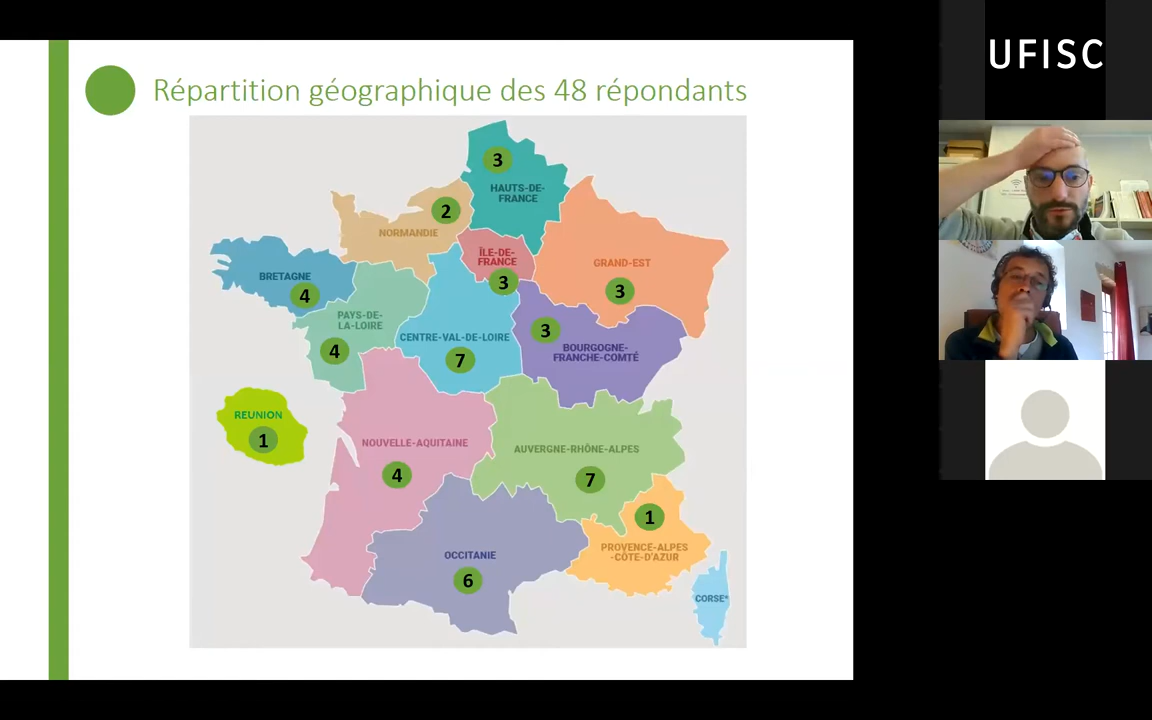 Répartition géographique des 48 répondants
3
HAUTS-DE-
FRANCE
2
NORMANDIE
ÎLE-DE-
FRANCE
3
GRAND-EST
3
BRETAGNE
4
PAYS-DE-
LA-LOIRE
4
CENTRE-VAL-DE-LOIRE
7
3
BOURGOGNE-
FRANCHE-COMTÉ
REUNION
1
NOUVELLE-AQUITAINE
4
AUVERGNE-RHÔNE-ALPES
7
1
PROVENCE-ALPES
-CÔTE-D'AZUR
OCCITANIE
6
CORSE*
UFISC